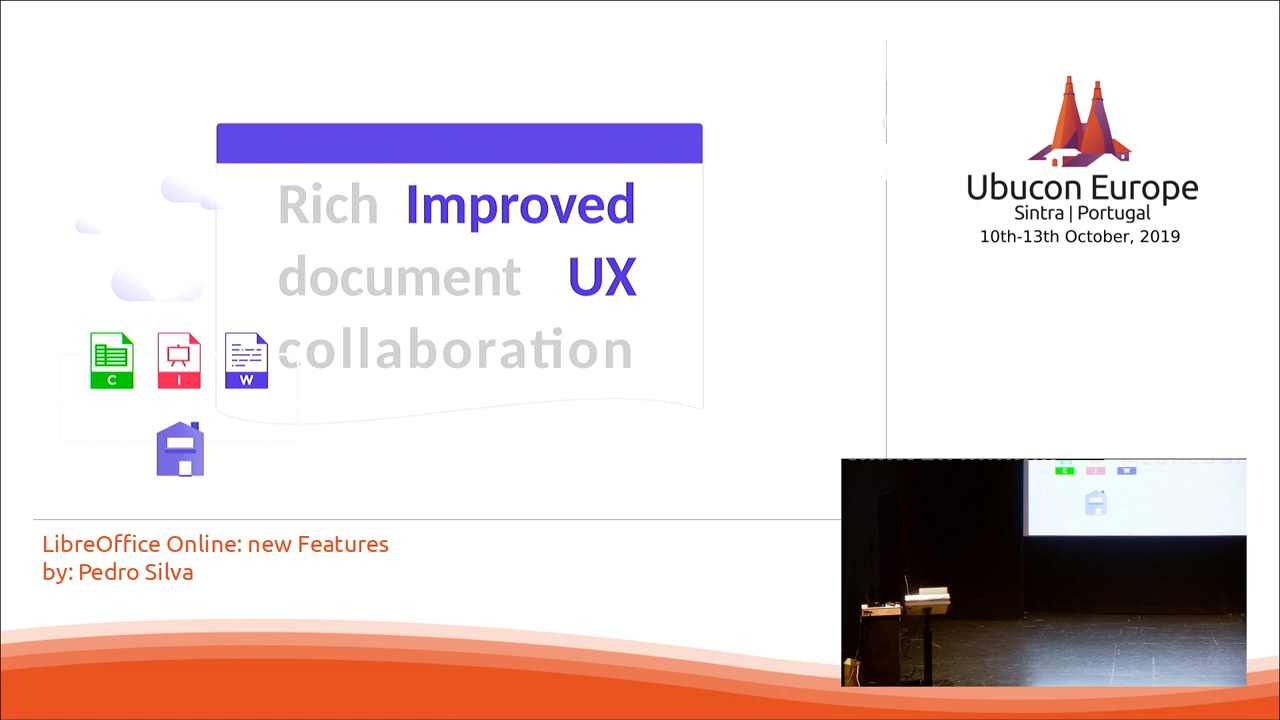 Rich Improved
document UX
collaboration
C I W
LibreOffice Online: new Features
by: Pedro Silva
Ubucon Europe
Sintra | Portugal
10th-13th October, 2019
C I W